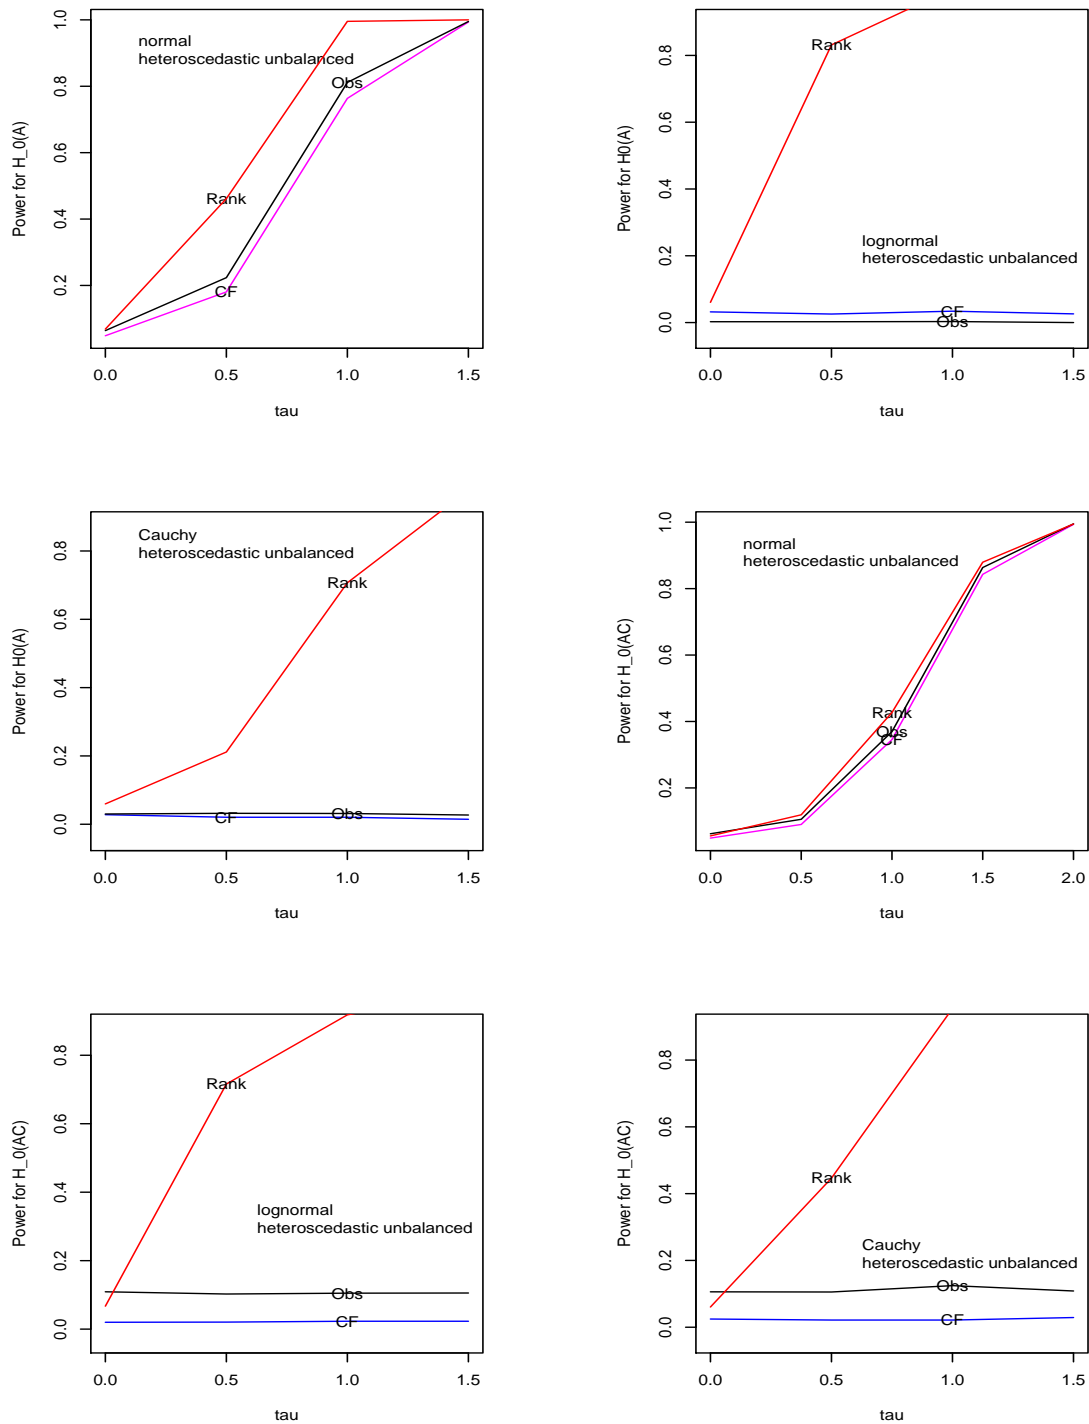 normal
heteroscedastic unbalanced
Obs
Rank
CF
Power for H_0(A)
0.2
0.4
0.6
0.8
1.0
0.0
0.5
1.0
1.5
tau
Rank
lognormal
heteroscedastic unbalanced
CF
Obs
Power for H0(A)
0.0
0.2
0.4
0.6
0.8
0.0
0.5
1.0
1.5
tau
Cauchy
heteroscedastic unbalanced
Rank
CF
Obs
Power for H0(A)
0.0
0.2
0.4
0.6
0.8
0.0
0.5
1.0
1.5
tau
normal
heteroscedastic unbalanced
Rank
Obs
CF
Power for H_0(AC)
0.2
0.4
0.6
0.8
1.0
0.0
0.5
1.0
1.5
2.0
tau
Rank
lognormal
heteroscedastic unbalanced
Obs
CF
Power for H_0(AC)
0.0
0.2
0.4
0.6
0.8
0.0
0.5
1.0
1.5
tau
Rank
Cauchy
heteroscedastic unbalanced
Obs
CF
Power for H_0(AC)
0.0
0.2
0.4
0.6
0.8
0.0
0.5
1.0
1.5
tau